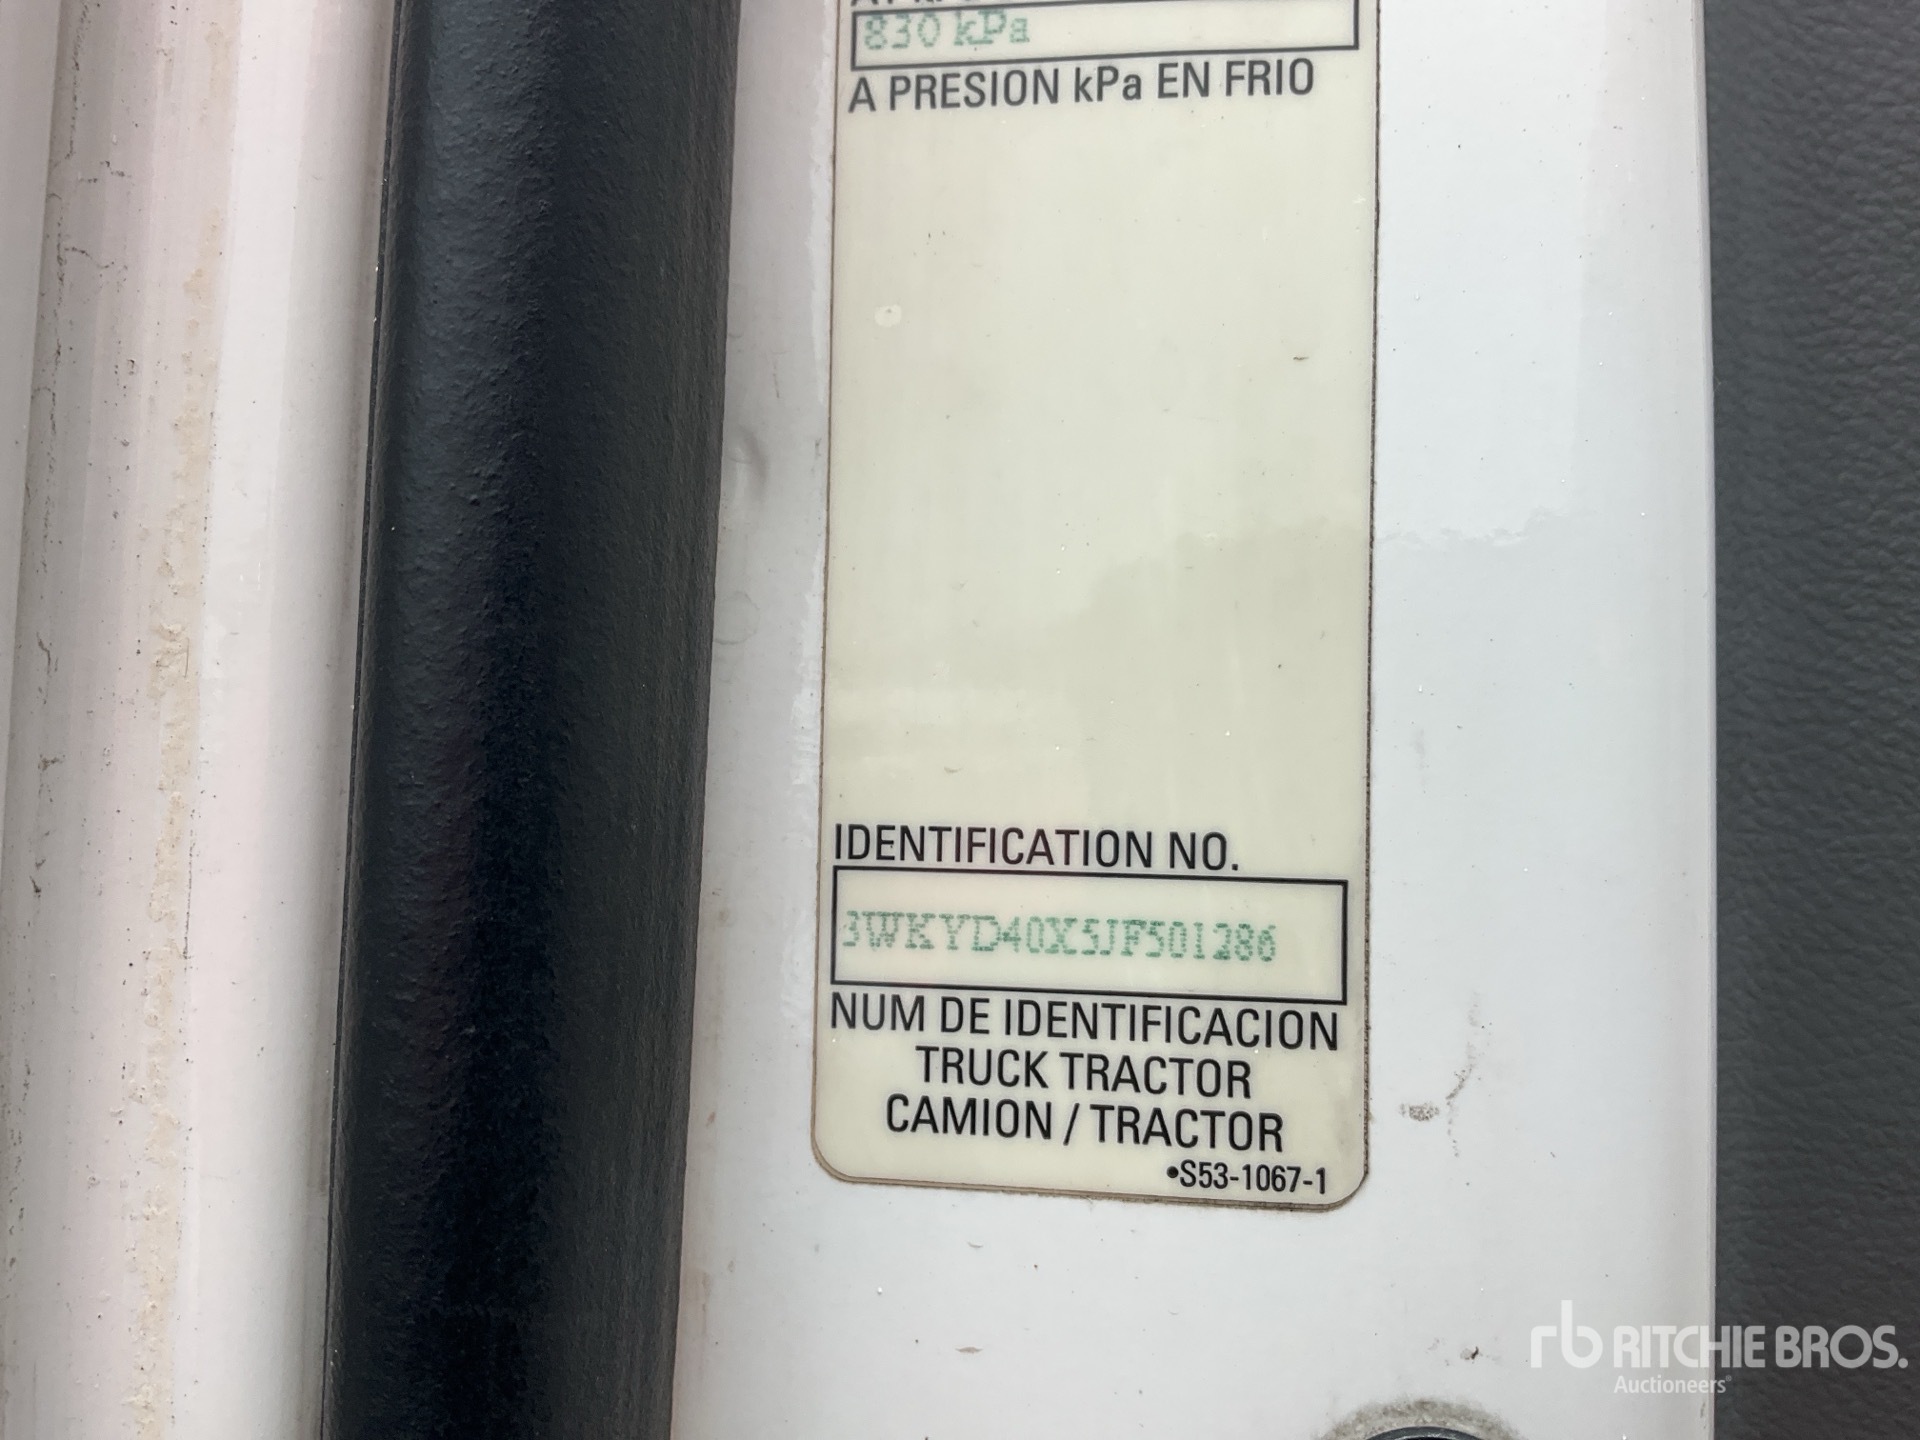 830 kPa
A PRESION kPa EN FRIO
IDENTIFICATION NO.
3WKYD40X5JF501286
NUM DE IDENTIFICACION
TRUCK TRACTOR
CAMION / TRACTOR
•S53-1067-1
rb RITCHIE BROS.
Auctioneers®